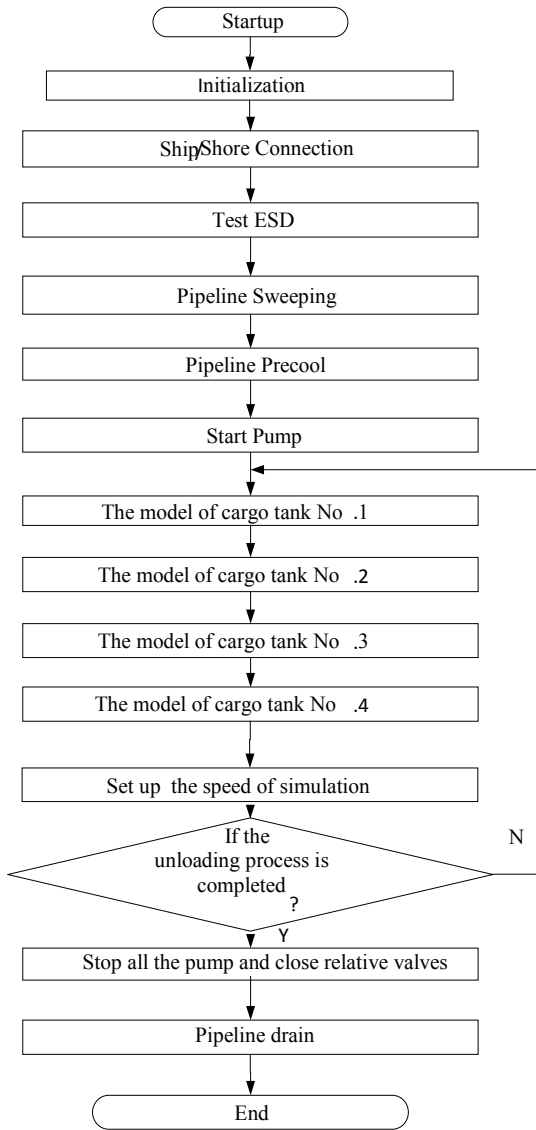 Startup
Initialization
Ship/Shore Connection
Test ESD
Pipeline Sweeping
Pipeline Precool
Start Pump
The model of cargo tank No .1
The model of cargo tank No .2
The model of cargo tank No .3
The model of cargo tank No .4
Set up the speed of simulation
If the
unloading process is
completed
?
N
Y
Stop all the pump and close relative valves
Pipeline drain
End